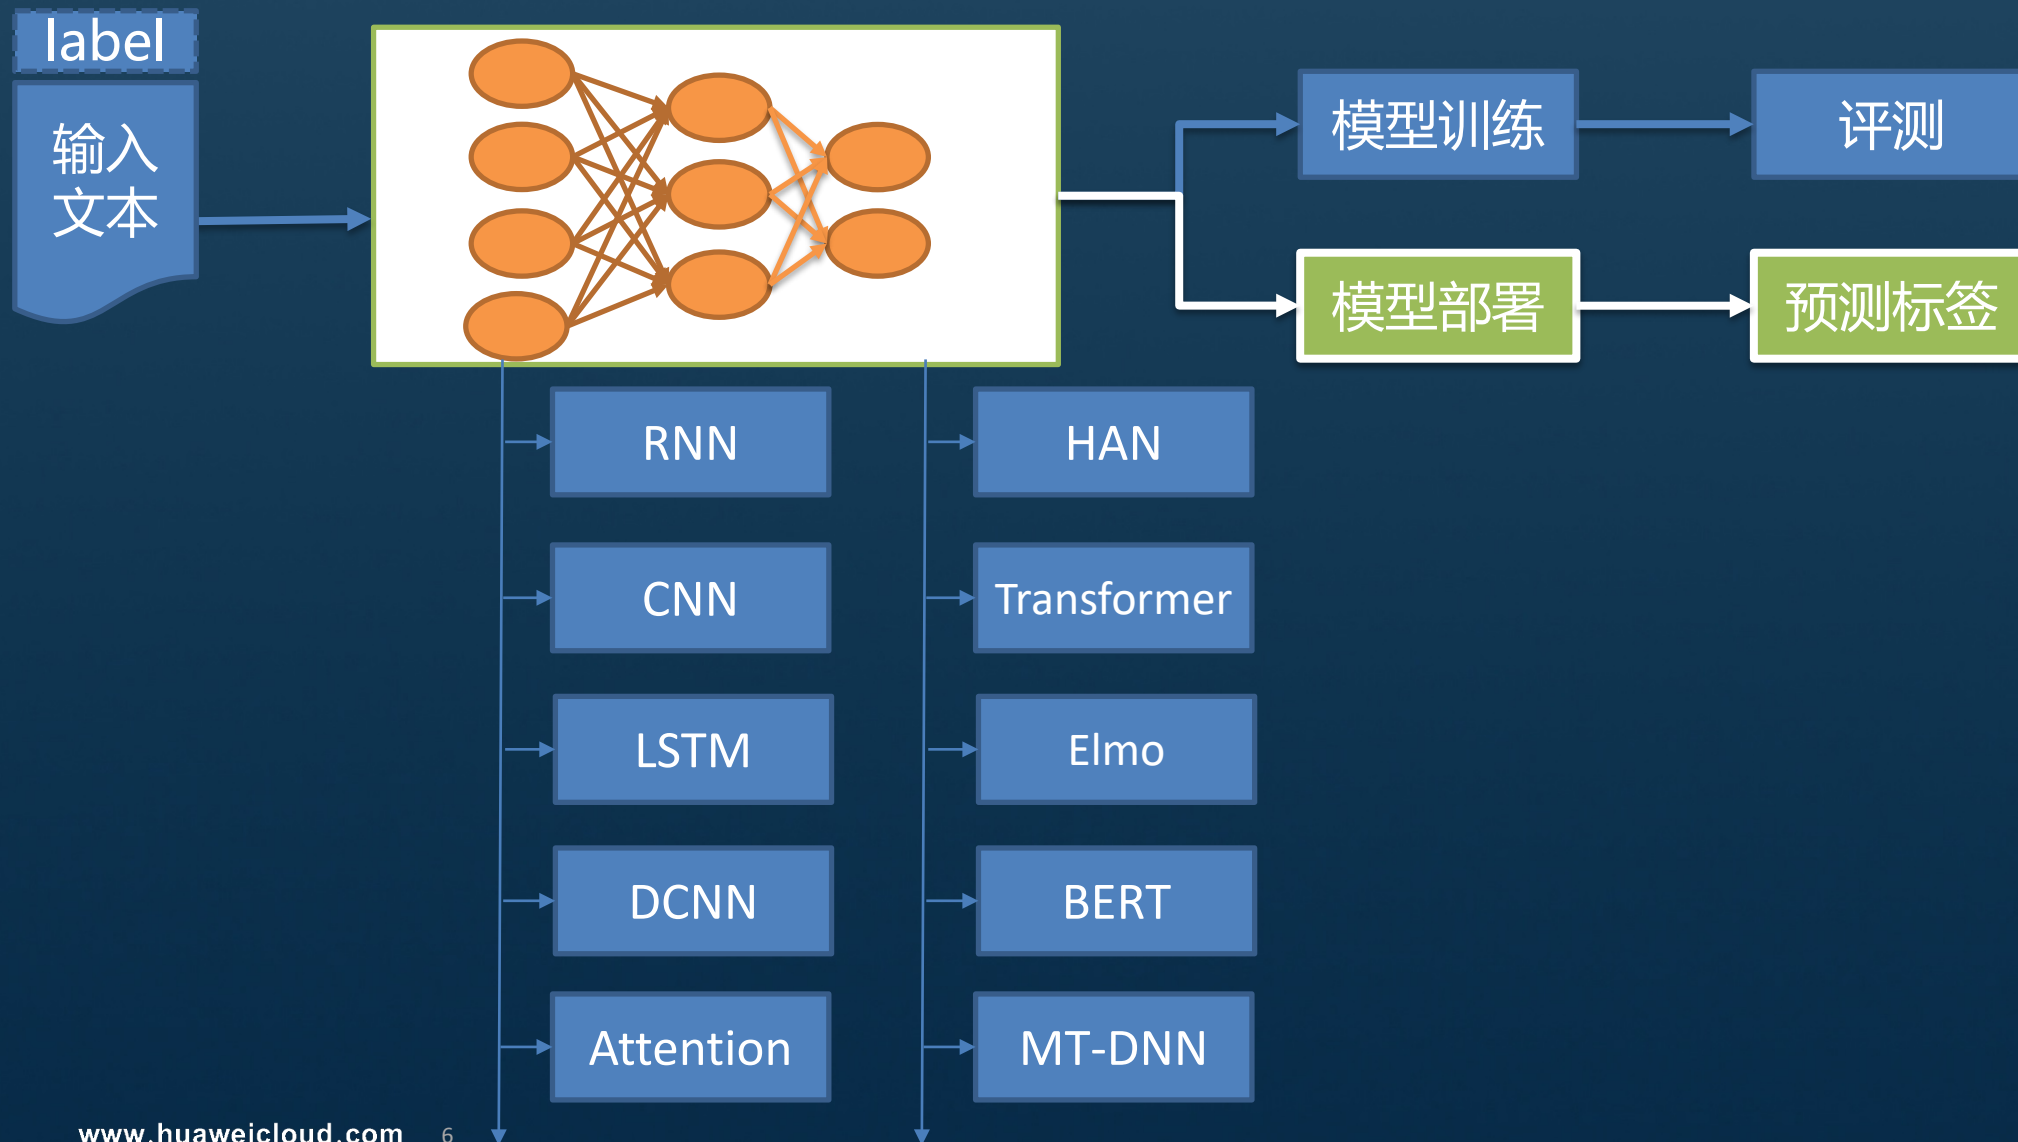 label
输入
文本
模型训练
评测
模型部署
预测标签
RNN
HAN
CNN
Transformer
LSTM
Elmo
DCNN
BERT
Attention
MT-DNN
www.huaweicloud.com
6